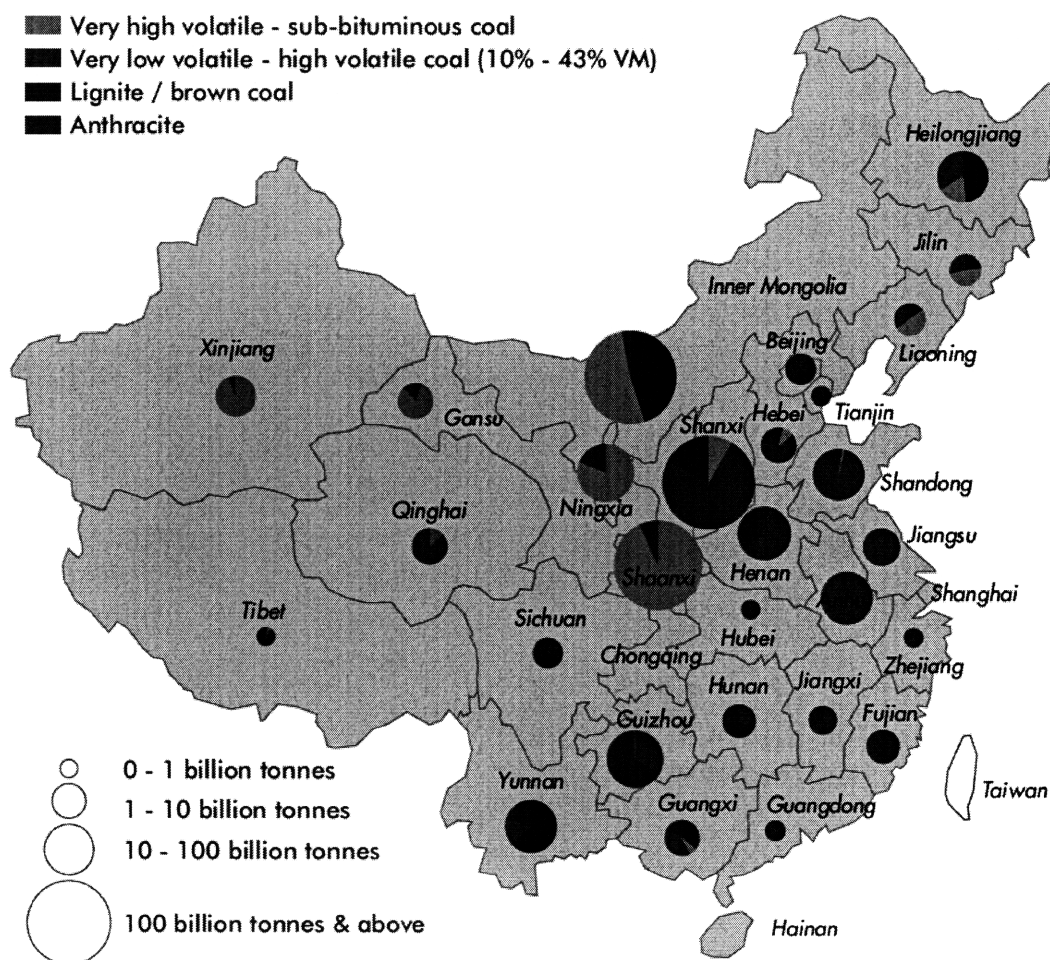 Very high volatile - sub-bituminous coal
Very low volatile - high volatile coal (10% - 43% VM)
Lignite / brown coal
Anthracite
Heilongjiang
Jilin
Inner Mongolia
Liaoning
Beijing
Xinjiang
Gansu
Tianjin
Hebei
Shanxi
Shandong
Ningxia
Qinghai
Jiangsu
Henan
Shaanxi
Shanghai
Tibet
Sichuan
Hubei
Chongqing
Zhejiang
Hunan
Jiangxi
Fujian
Guizhou
Yunnan
Guangxi
Guangdong
Taiwan
Hainan
0 - 1 billion tonnes
1 - 10 billion tonnes
10 - 100 billion tonnes
100 billion tonnes & above